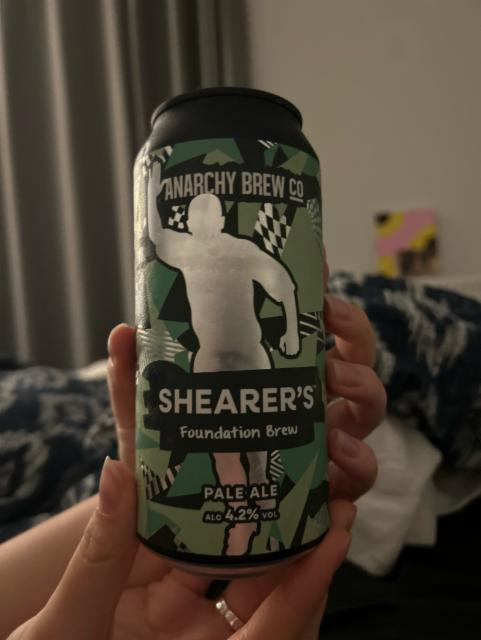 ANARCHY BREW CO
SHEARER'S
Foundation Brew
PALE ALE
ALC 4.2% VOL